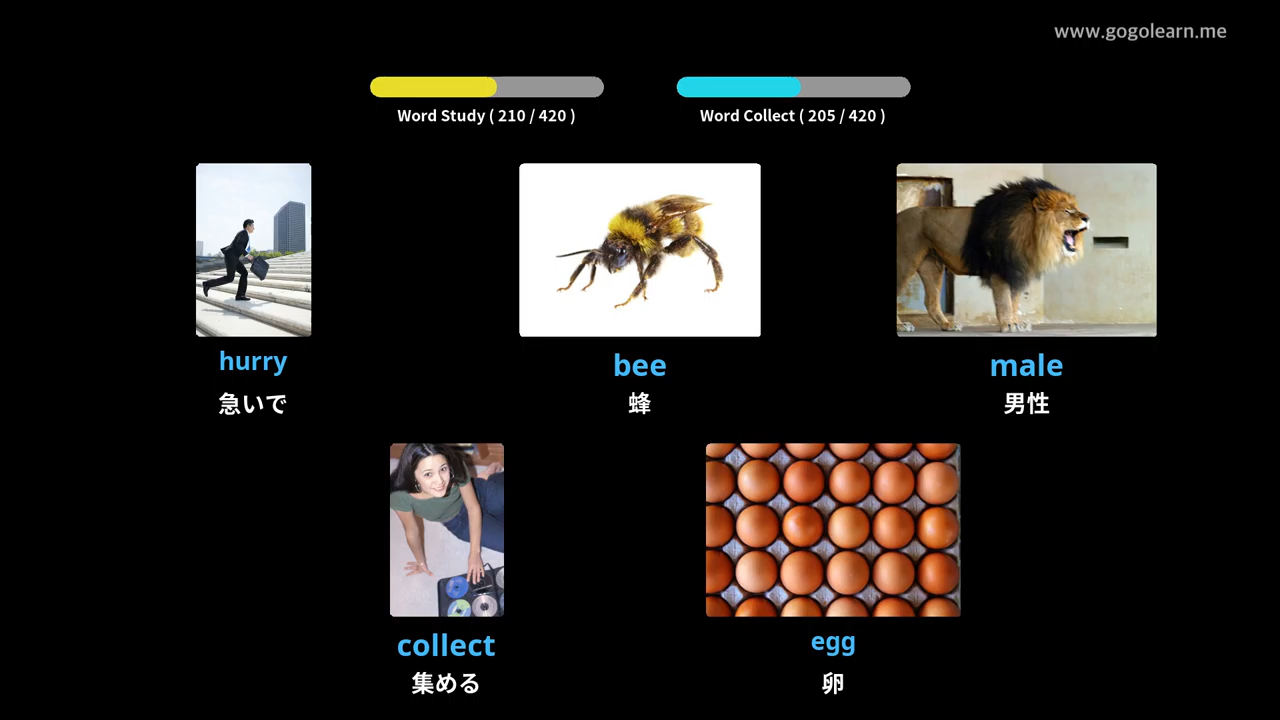 www.gogolearn.me
Word Study ( 210 / 420 )
Word Collect ( 205 / 420 )
hurry
急いで
bee
蜂
male
男性
collect
集める
egg
卵